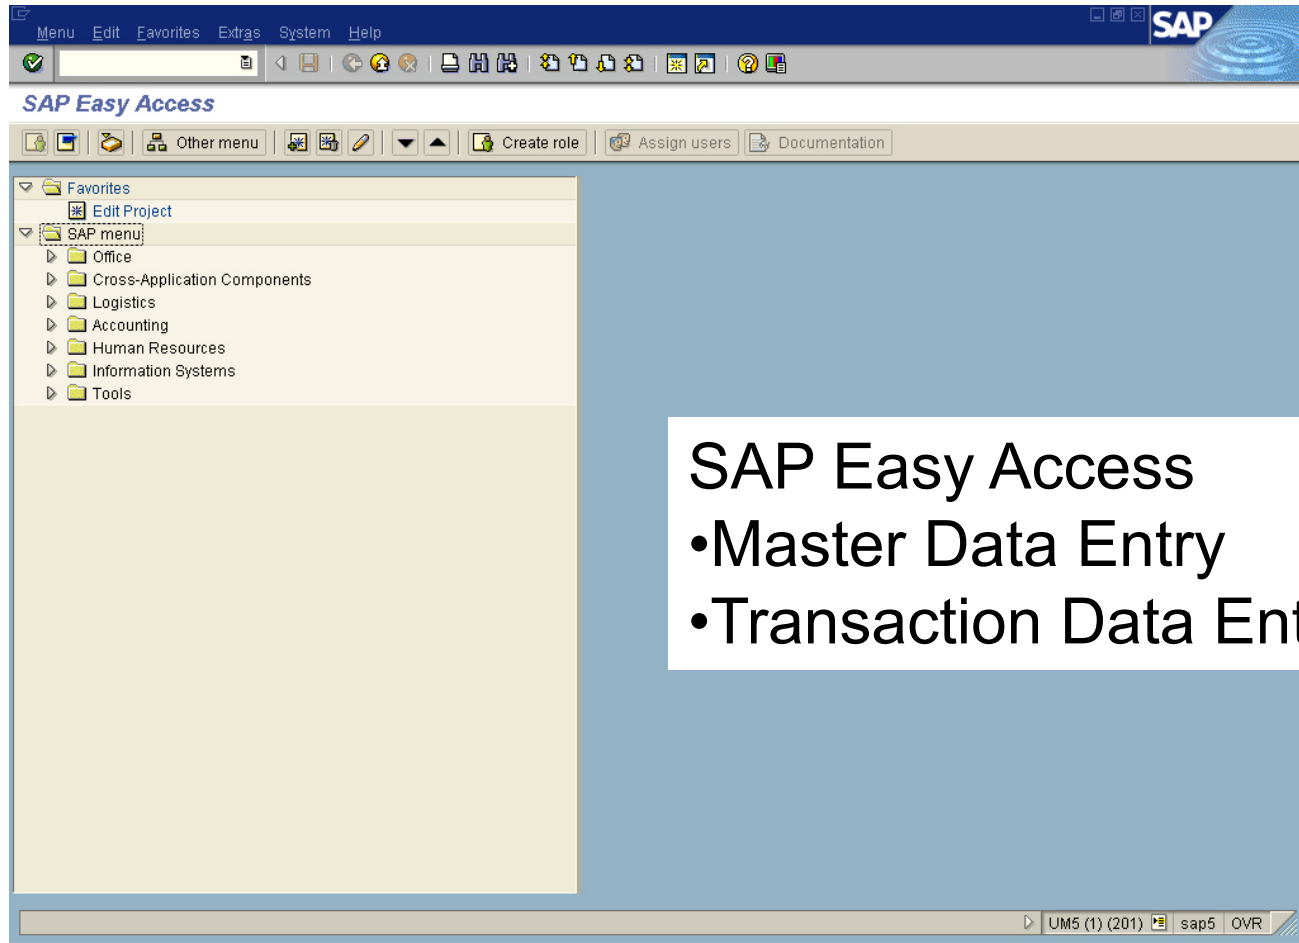 Menu Edit Favorites Extras System Help
SAP
SAP Easy Access
Other menu Create role Assign users Documentation
Favorites
Edit Project
SAP menu
Office
Cross-Application Components
Logistics
Accounting
Human Resources
Information Systems
Tools
SAP Easy Access
•Master Data Entry
•Transaction Data Ent
UM5 (1) (201) sap5 OVR